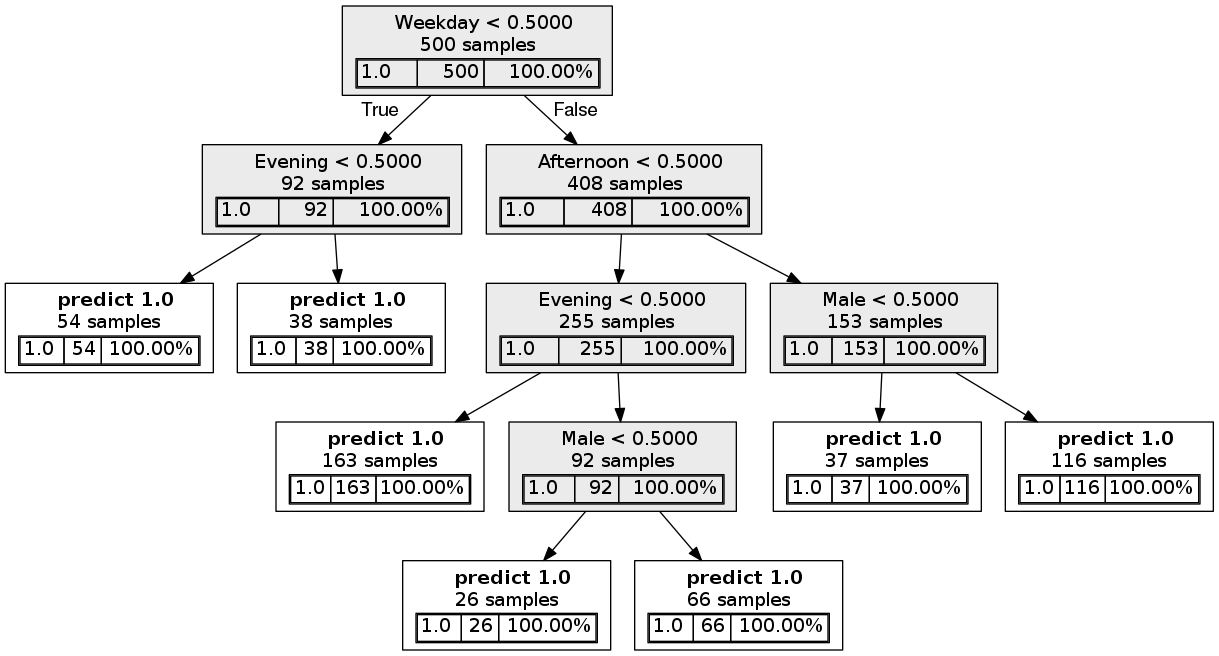 Weekday < 0.5000
500 samples
1.0 500 100.00%
True False
Evening < 0.5000
92 samples
1.0 92 100.00%
Afternoon < 0.5000
408 samples
1.0 408 100.00%
predict 1.0
54 samples
1.0 54 100.00%
predict 1.0
38 samples
1.0 38 100.00%
Evening < 0.5000
255 samples
1.0 255 100.00%
Male < 0.5000
153 samples
1.0 153 100.00%
predict 1.0
163 samples
1.0 163 100.00%
Male < 0.5000
92 samples
1.0 92 100.00%
predict 1.0
37 samples
1.0 37 100.00%
predict 1.0
116 samples
1.0 116 100.00%
predict 1.0
26 samples
1.0 26 100.00%
predict 1.0
66 samples
1.0 66 100.00%